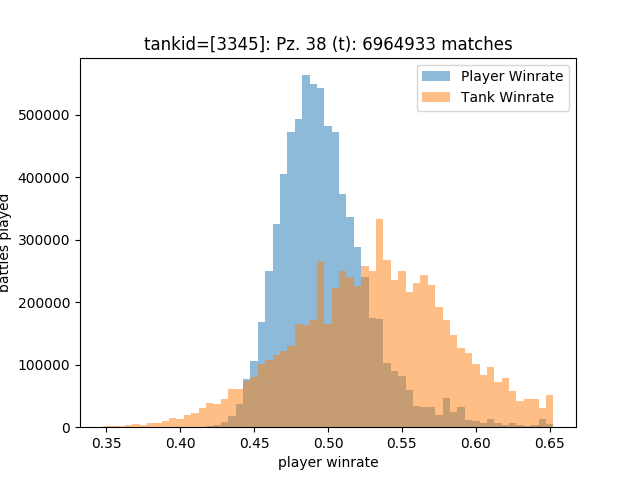 tankid=[3345]: Pz. 38 (t): 6964933 matches
Player Winrate
Tank Winrate
500000
400000
300000
200000
100000
0
battles played
0.35 0.40 0.45 0.50 0.55 0.60 0.65
player winrate